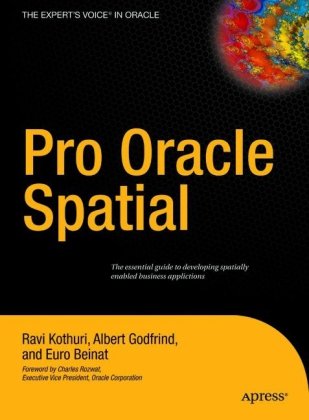 THE EXPERT'S VOICE® IN ORACLE
Pro Oracle
Spatial
The essential guide to developing spatially
enabled business applictions
Ravi Kothuri, Albert Godfrind,
and Euro Beinat
Foreword by Charles Rozwat,
Executive Vice President, Oracle Corporation
Apress®